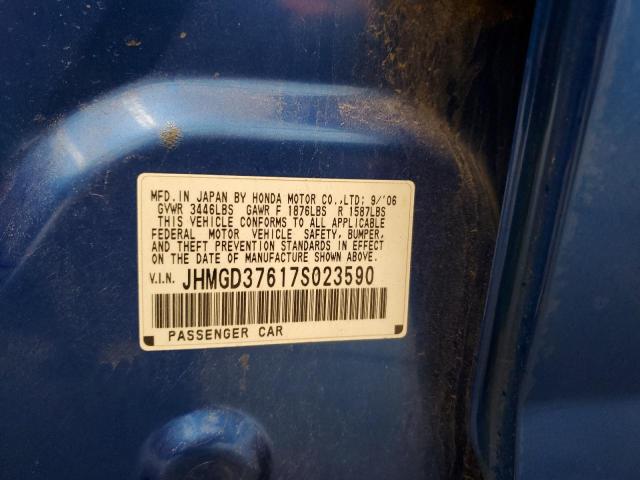 MFD. IN JAPAN BY HONDA MOTOR CO.,LTD; 9/'06
GVWR 3446LBS GAWR F 1876LBS R 1587LBS
THIS VEHICLE CONFORMS TO ALL APPLICABLE
FEDERAL MOTOR VEHICLE SAFETY, BUMPER,
AND THEFT PREVENTION STANDARDS IN EFFECT
ON THE DATE OF MANUFACTURE SHOWN ABOVE.
V.I.N. JHMGD37617S023590
PASSENGER CAR